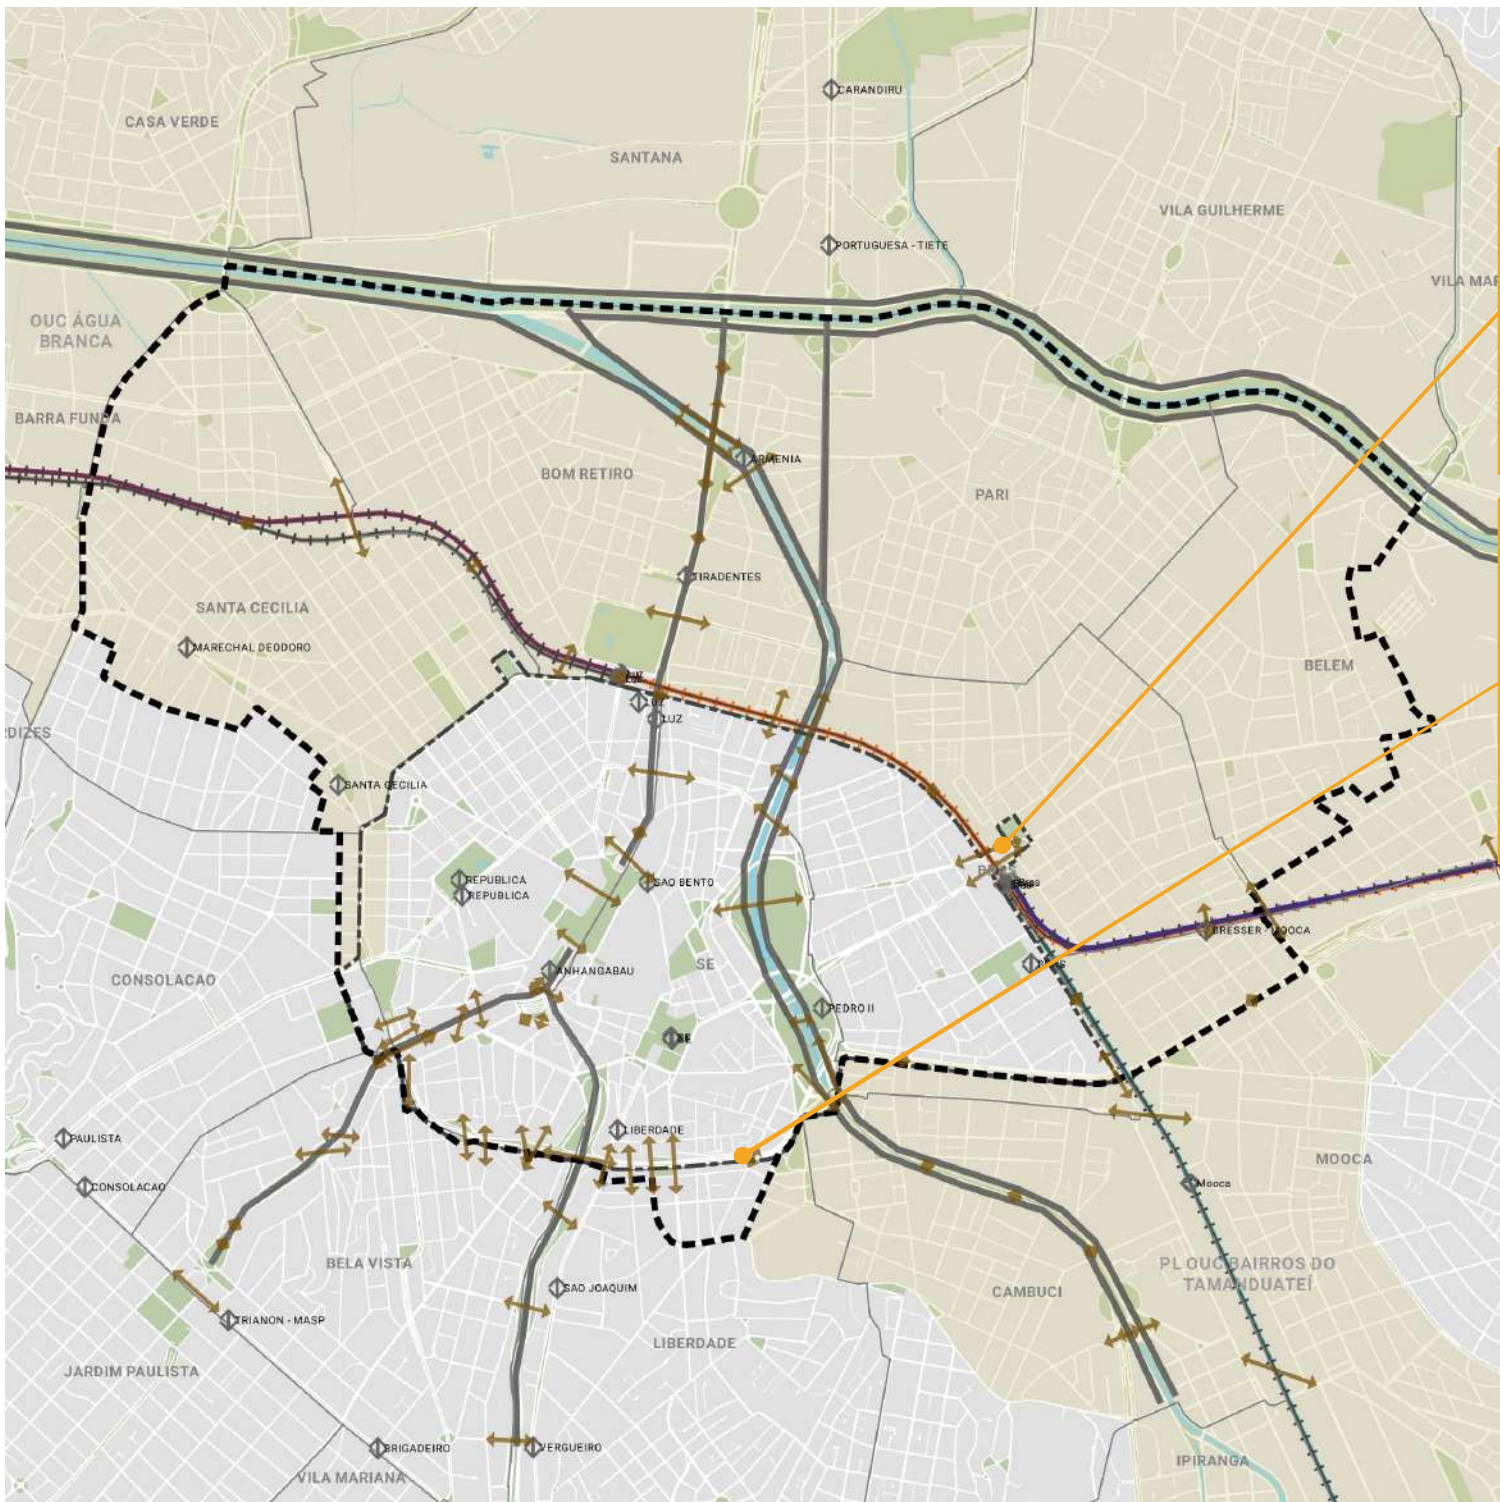 CARANDIRU
CASA VERDE
SANTANA
VILA GUILHERME
PORTUGUESA - TIETE
VILA MAR
OUC ÁGUA
BRANCA
BARRA FUNDA
ARMENIA
BOM RETIRO
PARI
TIRADENTES
SANTA CECILIA
MARECHAL DEODORO
BELEM
LUZ
LUZ
RDIZES
SANTA CECILIA
REPUBLICA
SAO BENTO
REPUBLICA
BRESSER - MOOCA
SE
ANHANGABAU
CONSOLACAO
PEDRO II
SE
LIBERDADE
PAULISTA
MOOCA
CONSOLACAO
Mooca
BELA VISTA
PL OUC BAIRROS DO
TAMANDUATEÍ
SAO JOAQUIM
CAMBUCI
TRIANON - MASP
LIBERDADE
JARDIM PAULISTA
BRIGADEIRO
VERGUEIRO
IPIRANGA
VILA MARIANA